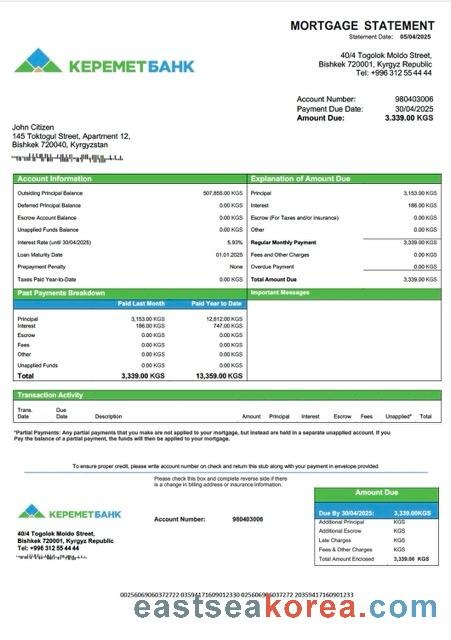 MORTGAGE STATEMENT
Statement Date: 05/04/2025
КЕРЕМЕТБАНК
40/4 Togolok Moldo Street,
Bishkek 720001, Kyrgyz Republic
Tel: +996 312 55 44 44
Account Number: 980403006
Payment Due Date: 30/04/2025
Amount Due: 3.339.00 KGS
John Citizen
145 Toktogul Street, Apartment 12,
Bishkek 720040, Kyrgyzstan
Account Information
Outsiding Principal Balance 507,855.00 KGS
Deferred Principal Balance 0.00 KGS
Escrow Account Balance 0.00 KGS
Unapplied Funds Balance 0.00 KGS
Interest Rate (until 30/04/2025) 5.93%
Loan Maturity Date 01.01.2025
Prepayment Penalty None
Taxes Paid Year-to-Date 0.00 KGS
Explanation of Amount Due
Principal 3,153.00 KGS
Interest 186.00 KGS
Escrow (For Taxes and/or insurance) 0.00 KGS
Other 0.00 KGS
Regular Monthly Payment 3,339.00 KGS
Fees and Other Charges 0.00 KGS
Overdue Payment 0.00 KGS
Total Amount Due 3,339.00 KGS
Past Payments Breakdown
Paid Last Month Paid Year to Date
Principal 3,153.00 KGS 12,612.00 KGS
Interest 186.00 KGS 747.00 KGS
Escrow 0.00 KGS 0.00 KGS
Fees 0.00 KGS 0.00 KGS
Other 0.00 KGS 0.00 KGS
Unapplied Funds 0.00 KGS 0.00 KGS
Total 3,339.00 KGS 13,359.00 KGS
Important Messages
Transaction Activity
Trans. Date Due Date Description Amount Principal Interest Escrow Fees Unapplied* Total
*Partial Payments: Any partial payments that you make are not applied to your mortgage, but instead are held in a separate unapplied account. If you
Pay the balance of a partial payment, the funds will then be applied to your mortgage.
To ensure proper credit, please write account number on check and return this stub along with your payment in envelope provided.
Please check this box and complete reverse side if there
is a change in billing address or insurance information.
КЕРЕМЕТБАНК
Account Number: 980403006
40/4 Togolok Moldo Street,
Bishkek 720001, Kyrgyz Republic
Tel: +996 312 55 44 44
Amount Due
Due By 30/04/2025: 3,339.00KGS
Additional Principal KGS
Additional Escrow KGS
Late Charges KGS
Fees & Other Charges KGS
Total Amount Enclosed 3,339.00 KGS
eastseakorea.com